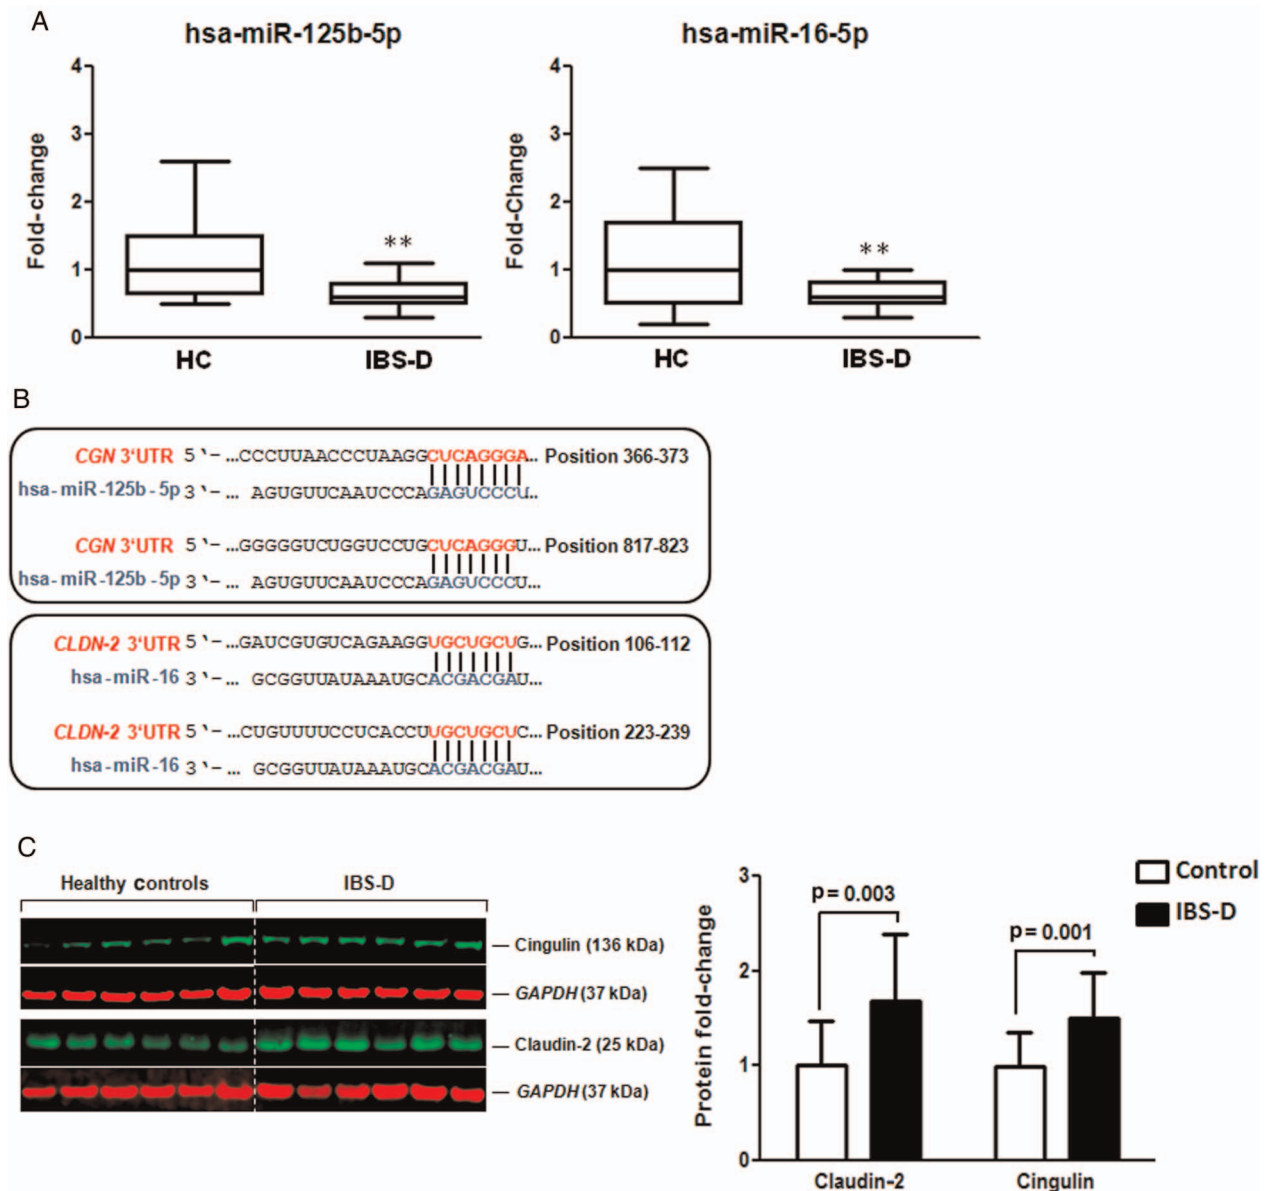 A
hsa-miR-125b-5p
hsa-miR-16-5p
Fold-change
4
3
2
1
0
**
HC
IBS-D
Fold-Change
4
3
2
1
0
**
HC
IBS-D
B
CGN 3'UTR 5 '- ...CCCUUAACCCUAAGGCUCAGGGA... Position 366-373
hsa-miR-125b-5p 3 '- ... AGUGUUCAAUCCCAGAGUCCCU..
CGN 3'UTR 5 '- ...GGGGGUCUGGUCCUGCUCAGGGU... Position 817-823
hsa-miR-125b-5p 3 '- ... AGUGUUCAAUCCCAGAGUCCCU...
CLDN-2 3'UTR 5 '- ...GAUCGUGUCAGAAGGUGCUGCUG... Position 106-112
hsa-miR-16 3 '- ... GCGGUUAUAAAUGCACGACGAU...
CLDN-2 3'UTR 5 '- ...CUGUUUUCCUCACCUUGCUGCUC... Position 223-239
hsa-miR-16 3 '- ... GCGGUUAUAAAUGCACGACGAU...
C
Healthy controls
IBS-D
Cingulin (136 kDa)
GAPDH (37 kDa)
Claudin-2 (25 kDa)
GAPDH (37 kDa)
Protein fold-change
3
2
1
0
p = 0.003
p = 0.001
Control
IBS-D
Claudin-2
Cingulin